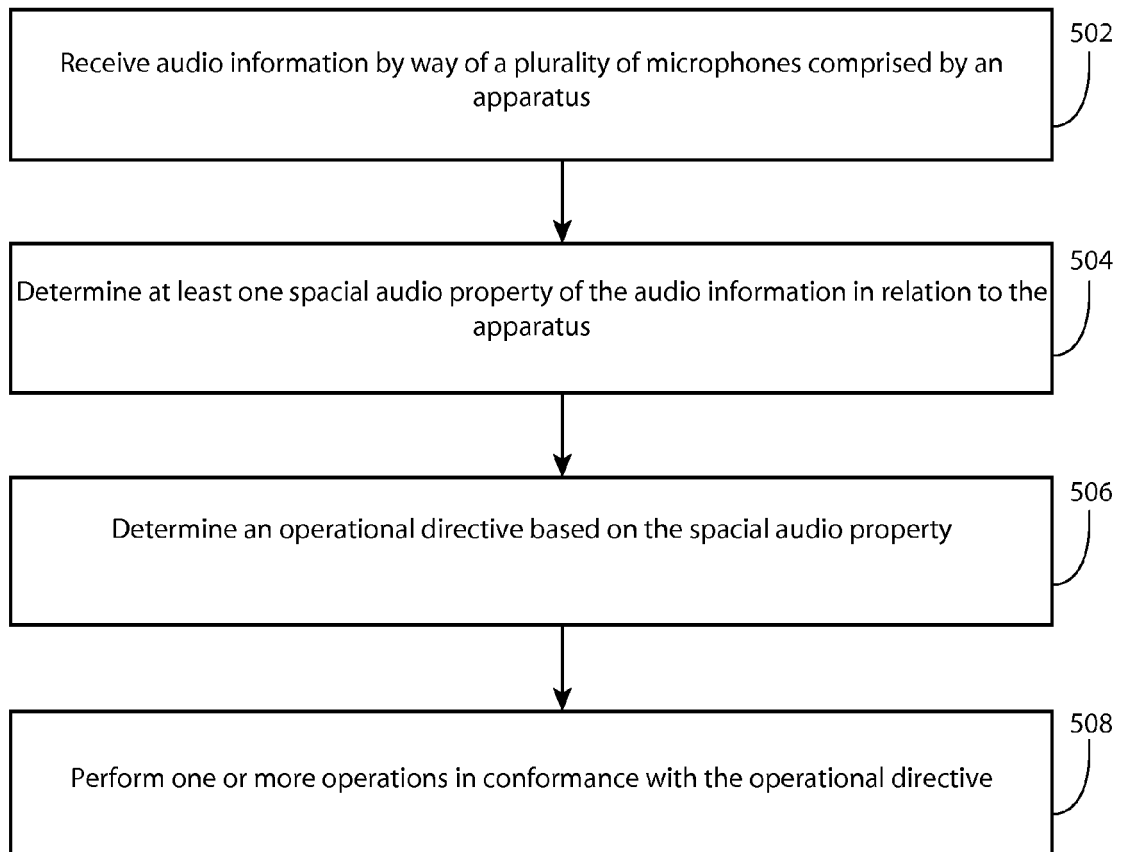 502
Receive audio information by way of a plurality of microphones comprised by an
apparatus
504
Determine at least one spacial audio property of the audio information in relation to the
apparatus
506
Determine an operational directive based on the spacial audio property
508
Perform one or more operations in conformance with the operational directive